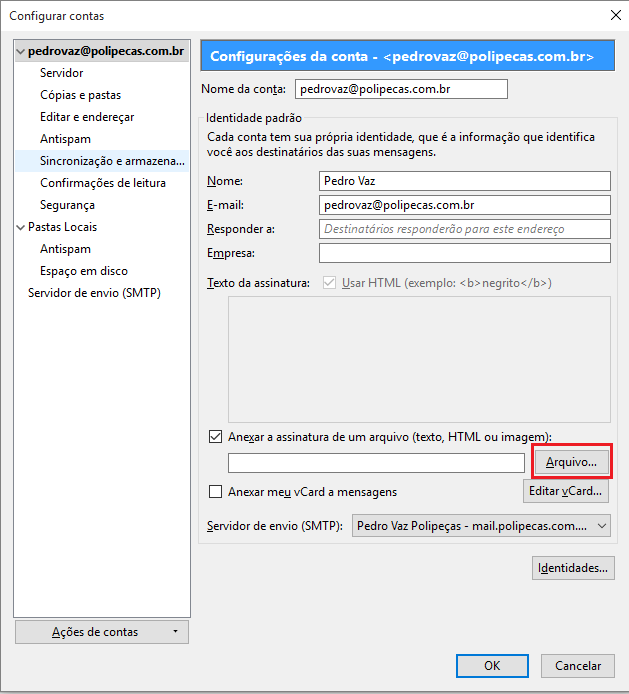 Configurar contas
pedrovaz@polipecas.com.br
Servidor
Cópias e pastas
Editar e endereçar
Antispam
Sincronização e armazena...
Confirmações de leitura
Segurança
Pastas Locais
Antispam
Espaço em disco
Servidor de envio (SMTP)
Ações de contas
Configurações da conta - <pedrovaz@polipecas.com.br>
Nome da conta: pedrovaz@polipecas.com.br
Identidade padrão
Cada conta tem sua própria identidade, que é a informação que identifica
você aos destinatários das suas mensagens.
Nome: Pedro Vaz
E-mail: pedrovaz@polipecas.com.br
Responder a: Destinatários responderão para este endereço
Empresa:
Texto da assinatura: Usar HTML (exemplo: <b>negrito</b>)
Anexar a assinatura de um arquivo (texto, HTML ou imagem):
Arquivo...
Anexar meu vCard a mensagens
Editar vCard...
Servidor de envio (SMTP): Pedro Vaz Polipeças - mail.polipecas.com....
Identidades...
OK
Cancelar